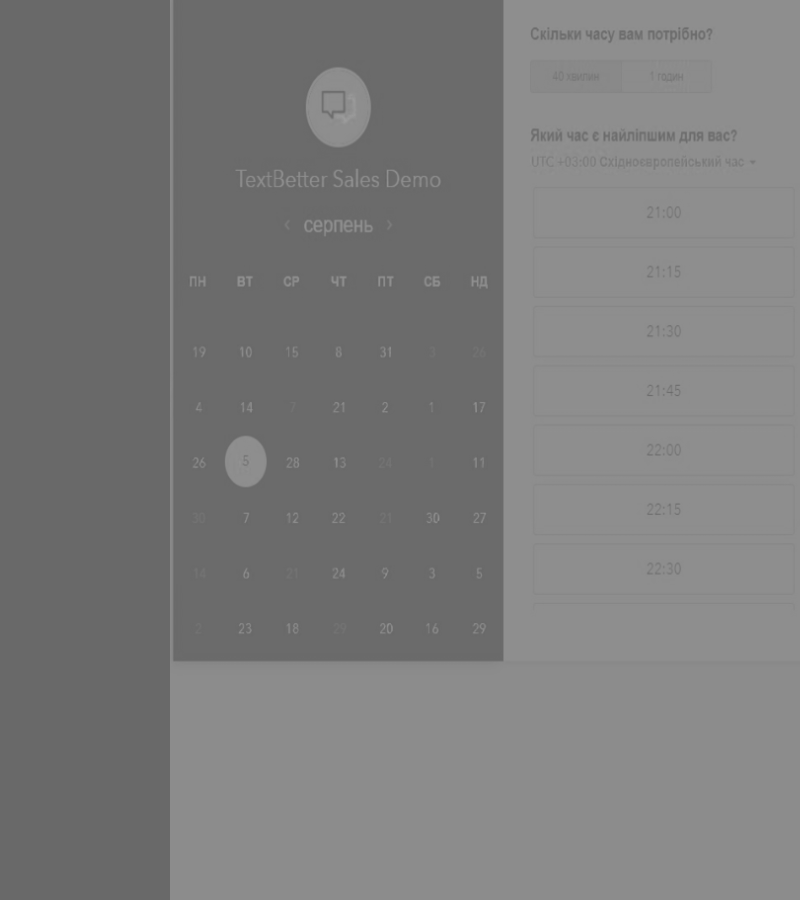 TextBetter Sales Demo
‹ серпень ›
ПН ВТ СР ЧТ ПТ СБ НД
19 10 15 8 31 3 26
4 14 7 21 2 1 17
26 5 28 13 24 11
30 7 12 22 21 30 27
14 6 21 24 9 3 5
2 23 18 29 20 16 29
Скільки часу вам потрібно?
40 хвилин 1 годин
Який час є найліпшим для вас?
UTC +03:00 Східноєвропейський час
21:00
21:15
21:30
21:45
22:00
22:15
22:30